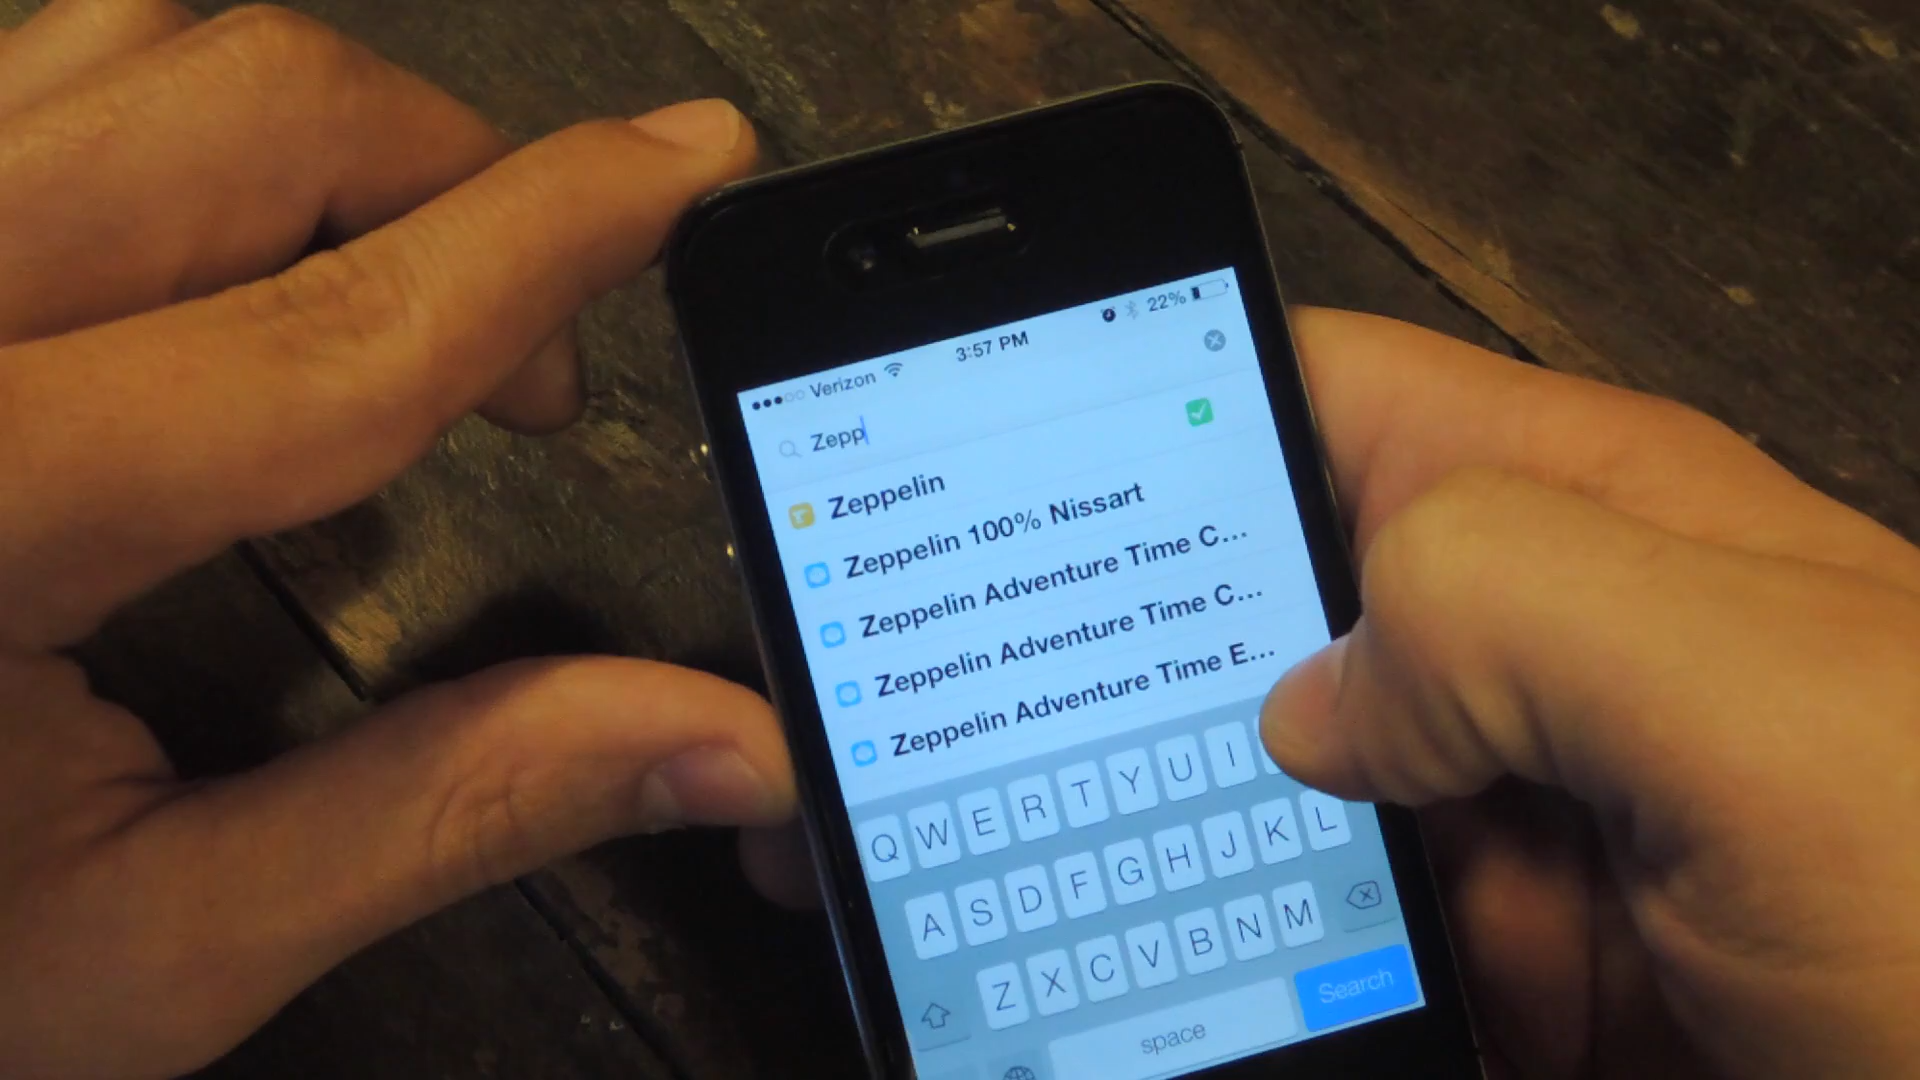 Verizon 3:57 PM 22%
Zepp
Zeppelin
Zeppelin 100% Nissart
Zeppelin Adventure Time C...
Zeppelin Adventure Time C...
Zeppelin Adventure Time E...
Q W E R T Y U I
A S D F G H J K L
Z X C V B N M
space Search